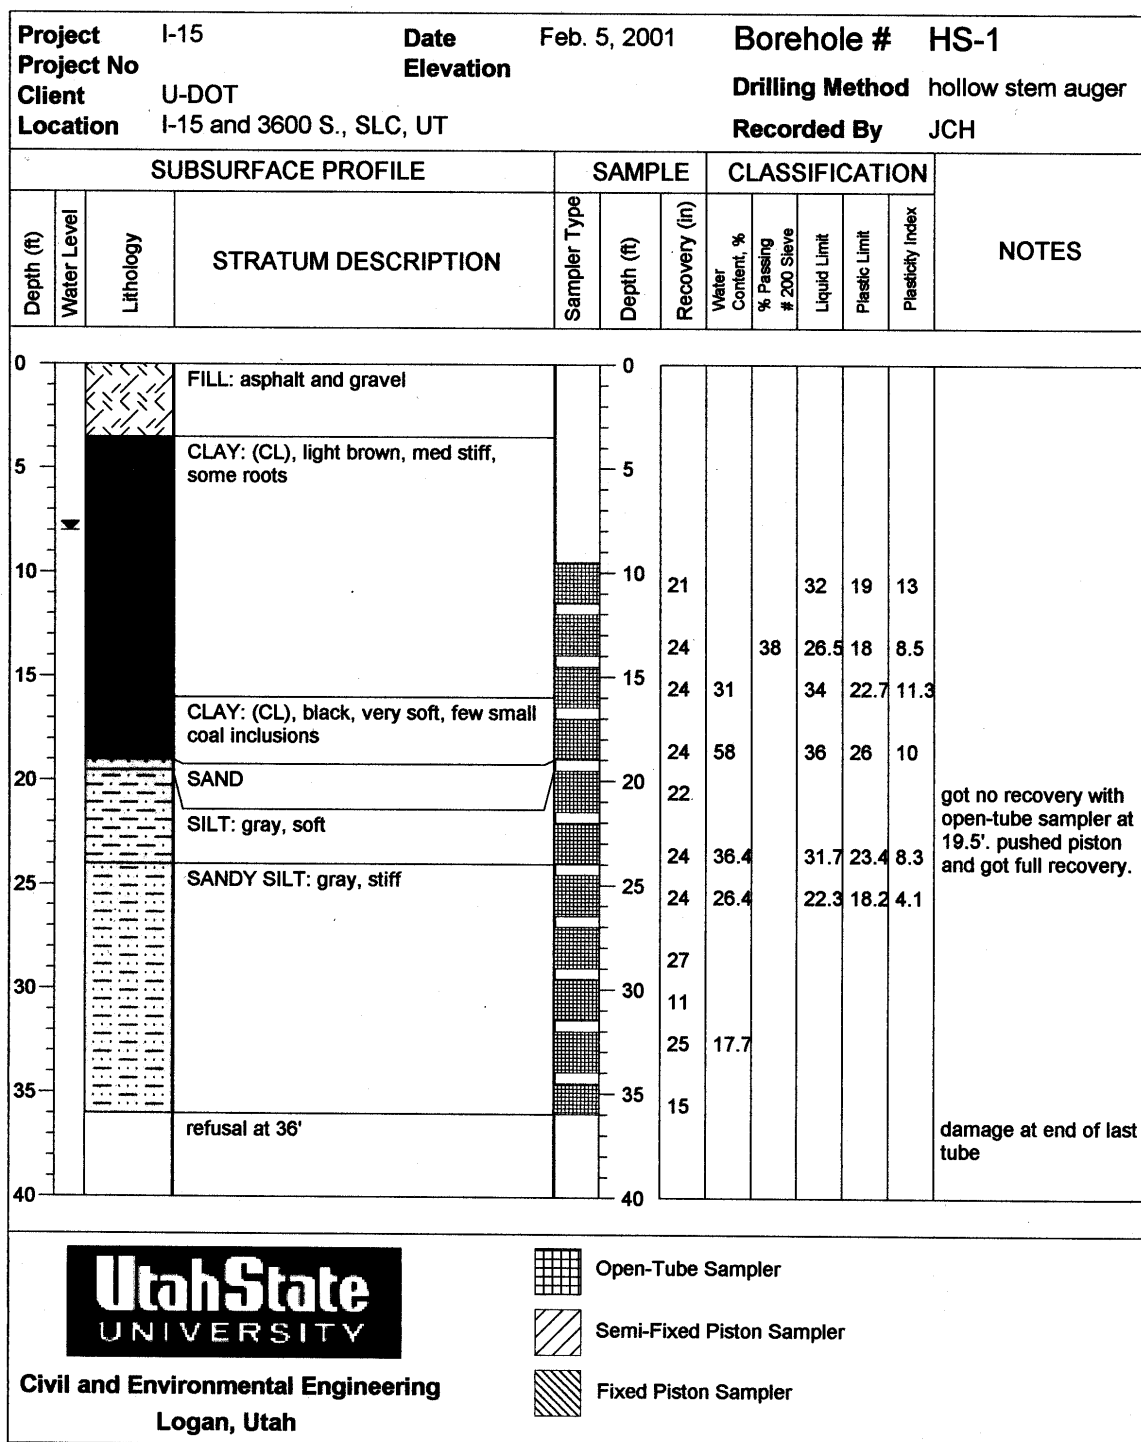 Project I-15 Date Feb. 5, 2001 Borehole # HS-1
Project No Elevation
Client U-DOT Drilling Method hollow stem auger
Location I-15 and 3600 S., SLC, UT Recorded By JCH
SUBSURFACE PROFILE SAMPLE CLASSIFICATION
Depth (ft) Water Level Lithology STRATUM DESCRIPTION Sampler Type Depth (ft) Recovery (in) Water Content, % % Passing # 200 Sieve Liquid Limit Plastic Limit Plasticity Index NOTES
0 0
FILL: asphalt and gravel
CLAY: (CL), light brown, med stiff,
some roots
5 5
10 10
21 32 19 13
24 38 26.5 18 8.5
15 15
24 31 34 22.7 11.3
CLAY: (CL), black, very soft, few small
coal inclusions
24 58 36 26 10
20 SAND 20
22 got no recovery with
open-tube sampler at
19.5'. pushed piston
and got full recovery.
SILT: gray, soft
24 36.4 31.7 23.4 8.3
SANDY SILT: gray, stiff
25 25
24 26.4 22.3 18.2 4.1
27
30 30
11
25 17.7
35 35
15
refusal at 36' damage at end of last
tube
40 40
UtahState
UNIVERSITY
Civil and Environmental Engineering
Logan, Utah
Open-Tube Sampler
Semi-Fixed Piston Sampler
Fixed Piston Sampler